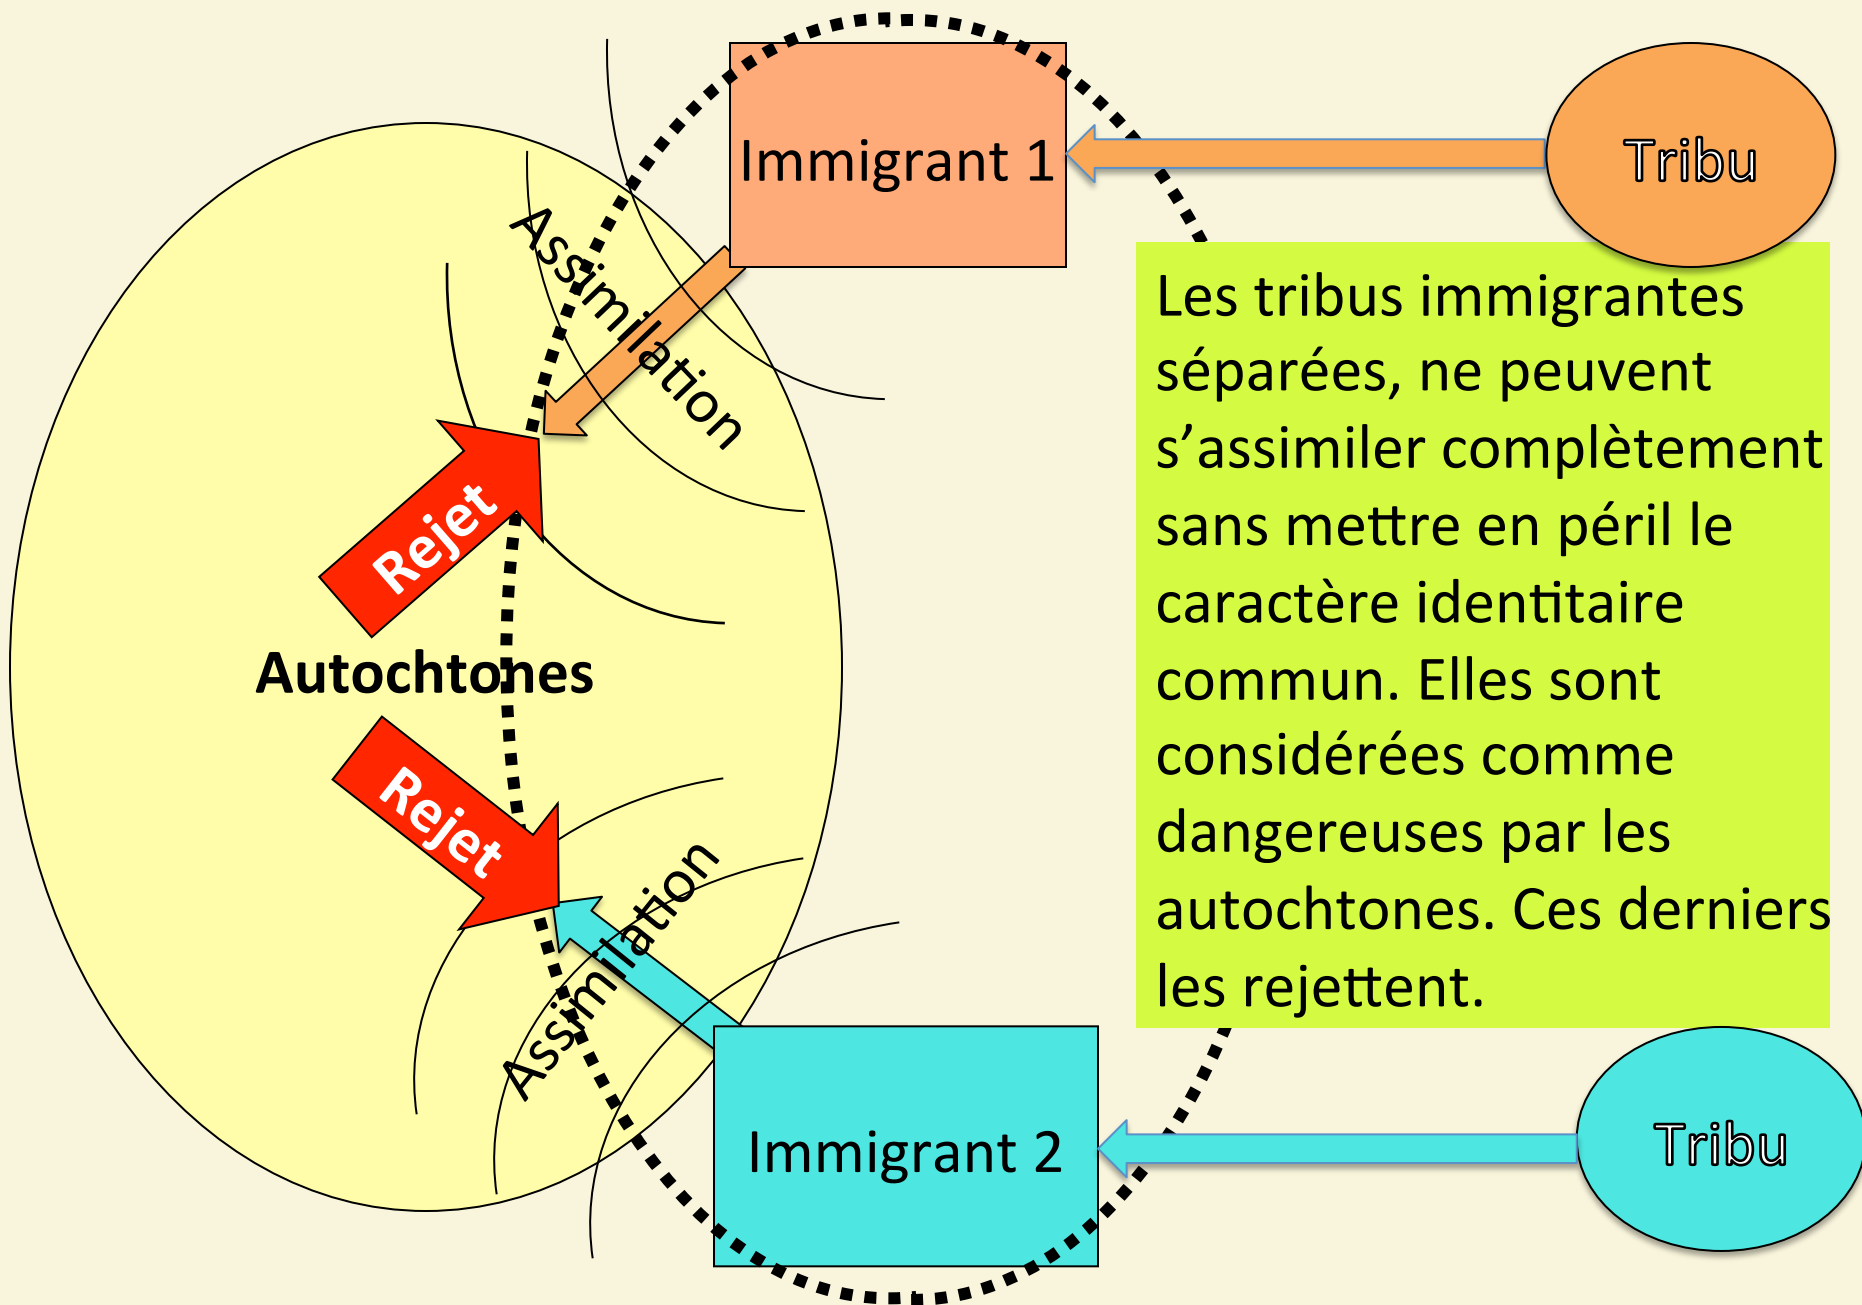 Immigrant 1
Tribu
Assimilation
Les tribus immigrantes
séparées, ne peuvent
s’assimiler complètement
sans mettre en péril le
caractère identitaire
commun. Elles sont
considérées comme
dangereuses par les
autochtones. Ces derniers
les rejettent.
Rejet
Autochtones
Rejet
Assimilation
Immigrant 2
Tribu